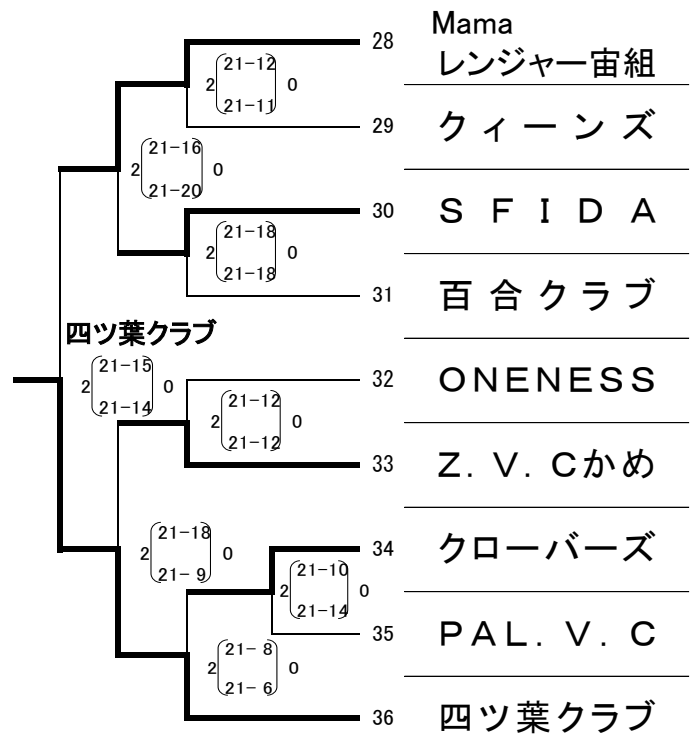 28 Mama
レンジャー宙組
21-12
2 0
21-11
29 クィーンズ
21-16
2 0
21-20
30 ＳＦＩＤＡ
21-18
2 0
21-18
31 百合クラブ
四ツ葉クラブ
21-15
2 0
21-14
32 ＯＮＥＮＥＳＳ
21-12
2 0
21-12
33 Ｚ．Ｖ．Ｃかめ
21-18
2 0
21- 9
34 クローバーズ
21-10
2 0
21-14
35 ＰＡＬ．Ｖ．Ｃ
21- 8
2 0
21- 6
36 四ツ葉クラブ